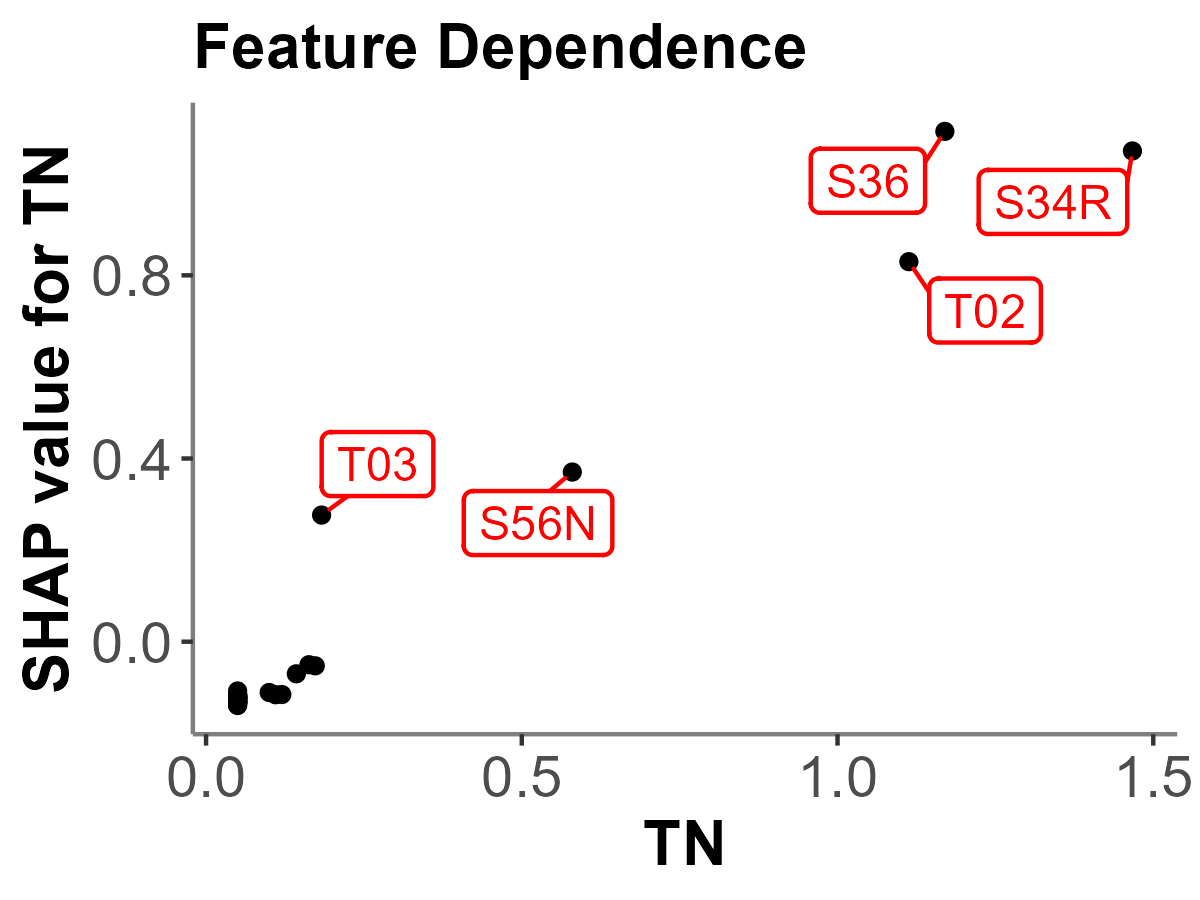 Feature Dependence
SHAP value for TN
0.8
0.4
0.0
S36
S34R
T02
T03
S56N
0.0
0.5
1.0
1.5
TN